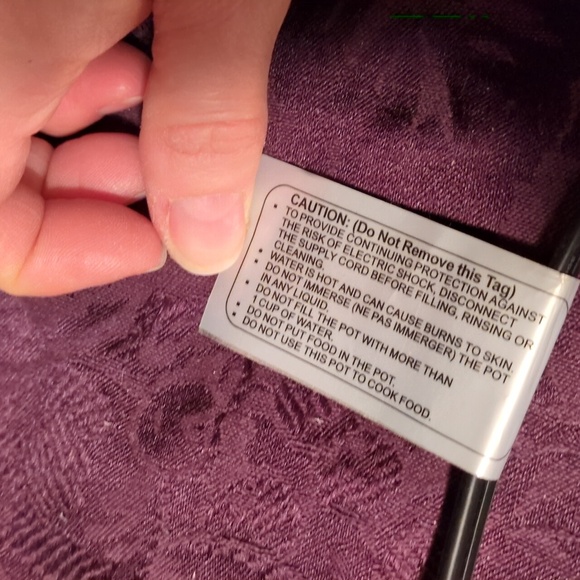 CAUTION: (Do Not Remove this Tag)
• TO PROVIDE CONTINUING PROTECTION AGAINST
THE RISK OF ELECTRIC SHOCK, DISCONNECT
THE SUPPLY CORD BEFORE FILLING, RINSING OR
CLEANING.
• WATER IS HOT AND CAN CAUSE BURNS TO SKIN.
• DO NOT IMMERSE (NE PAS IMMERGER) THE POT
IN ANY LIQUID.
• DO NOT FILL THE POT WITH MORE THAN
1 CUP OF WATER.
• DO NOT PUT FOOD IN THE POT.
• DO NOT USE THIS POT TO COOK FOOD.